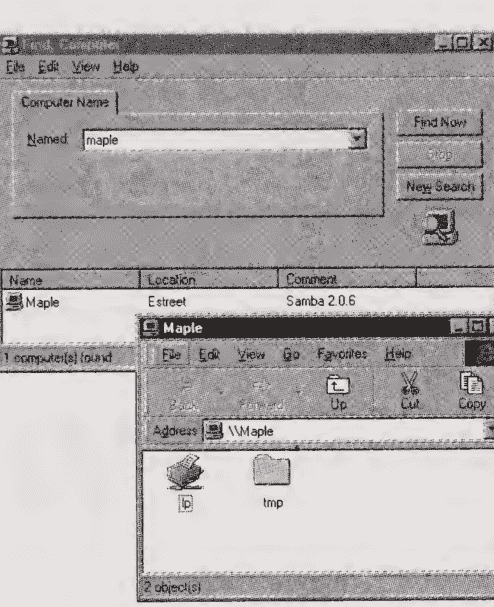 Find: Computer
File Edit View Help
Computer Name
Named: maple
Find Now
Stop
New Search
Name Location Comment
Maple Estreet Samba 2.0.6
1 computer(s) found
Maple
File Edit View Go Favorites Help
Back Forward Up Cut Copy
Address \\Maple
lp tmp
2 object(s)